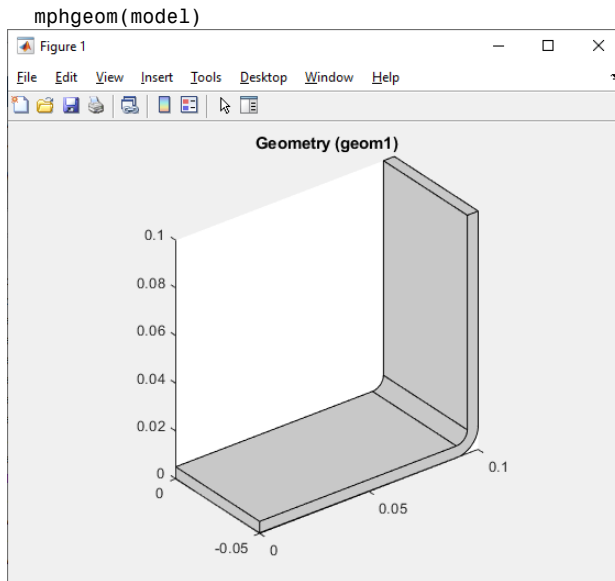 mphgeom(model)
Figure 1
File Edit View Insert Tools Desktop Window Help
Geometry (geom1)
0.1
0.08
0.06
0.04
0.02
0
0
-0.05
0
0.05
0.1